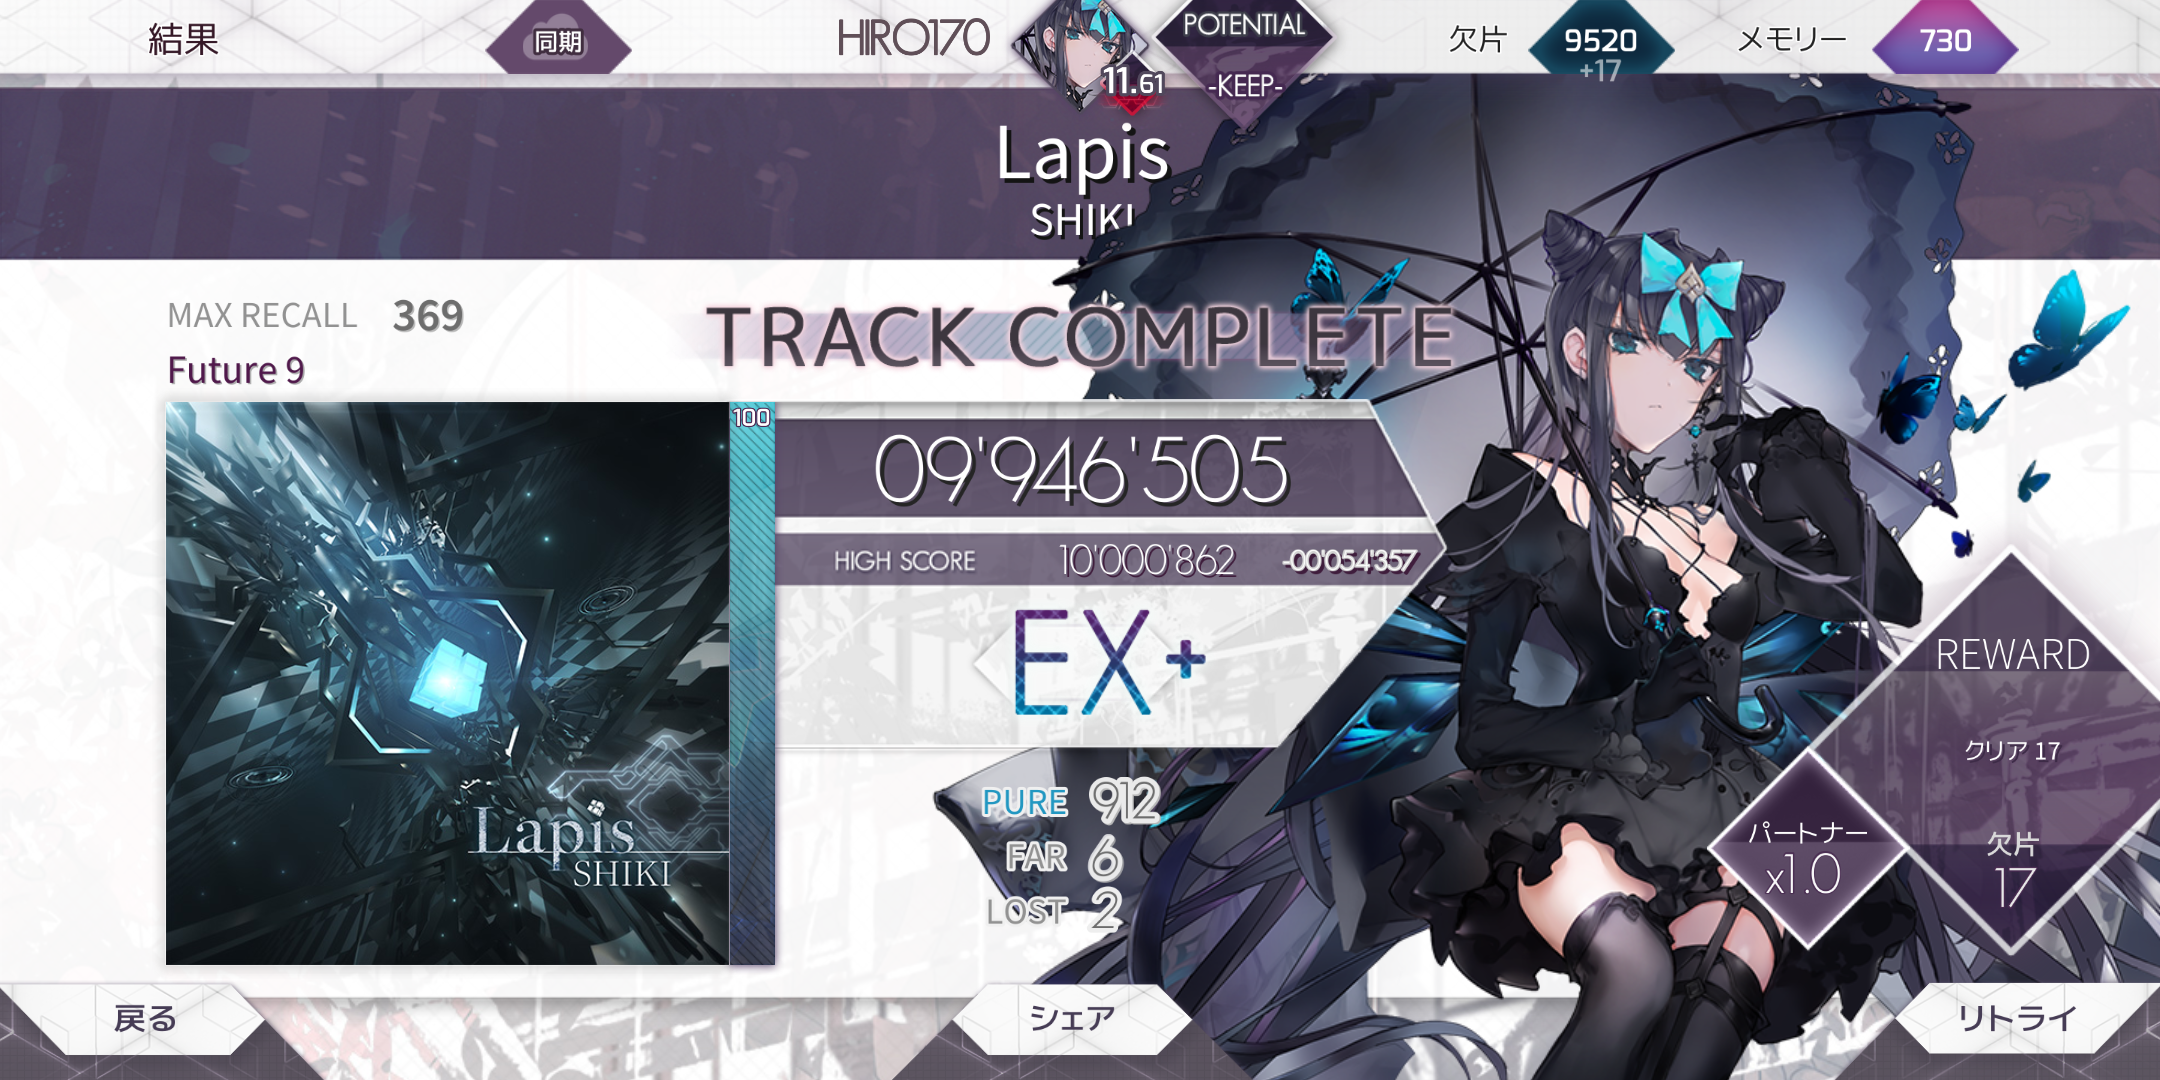 結果
同期
HIRO170
11.61
POTENTIAL
-KEEP-
欠片
9520
+17
メモリー
730
Lapis
SHIKI
MAX RECALL 369
Future 9
TRACK COMPLETE
100
09'946'505
HIGH SCORE 10'000'862 -00'054'357
EX+
Lapis
SHIKI
PURE 912
FAR 6
LOST 2
REWARD
クリア 17
パートナー
x1.0
欠片
17
戻る
シェア
リトライ